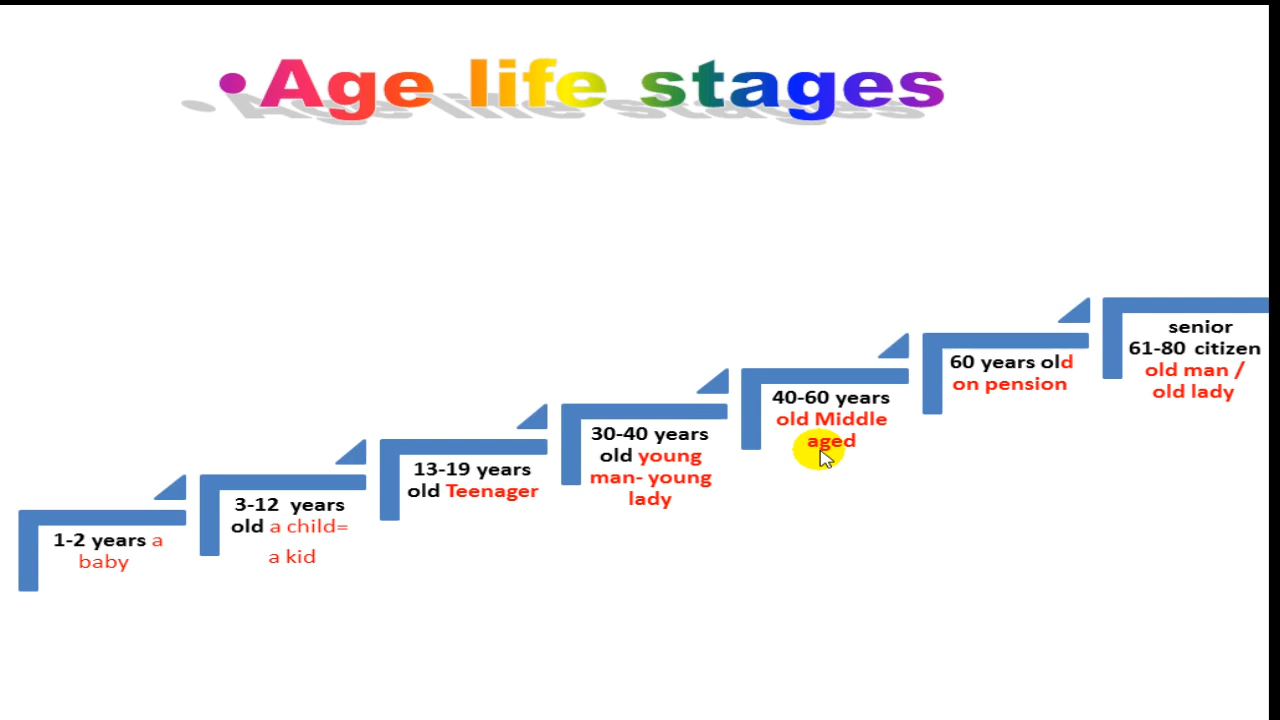 •Age life stages
1-2 years a
baby
3-12 years
old a child=
a kid
13-19 years
old Teenager
30-40 years
old young
man- young
lady
40-60 years
old Middle
aged
60 years old
on pension
senior
61-80 citizen
old man /
old lady